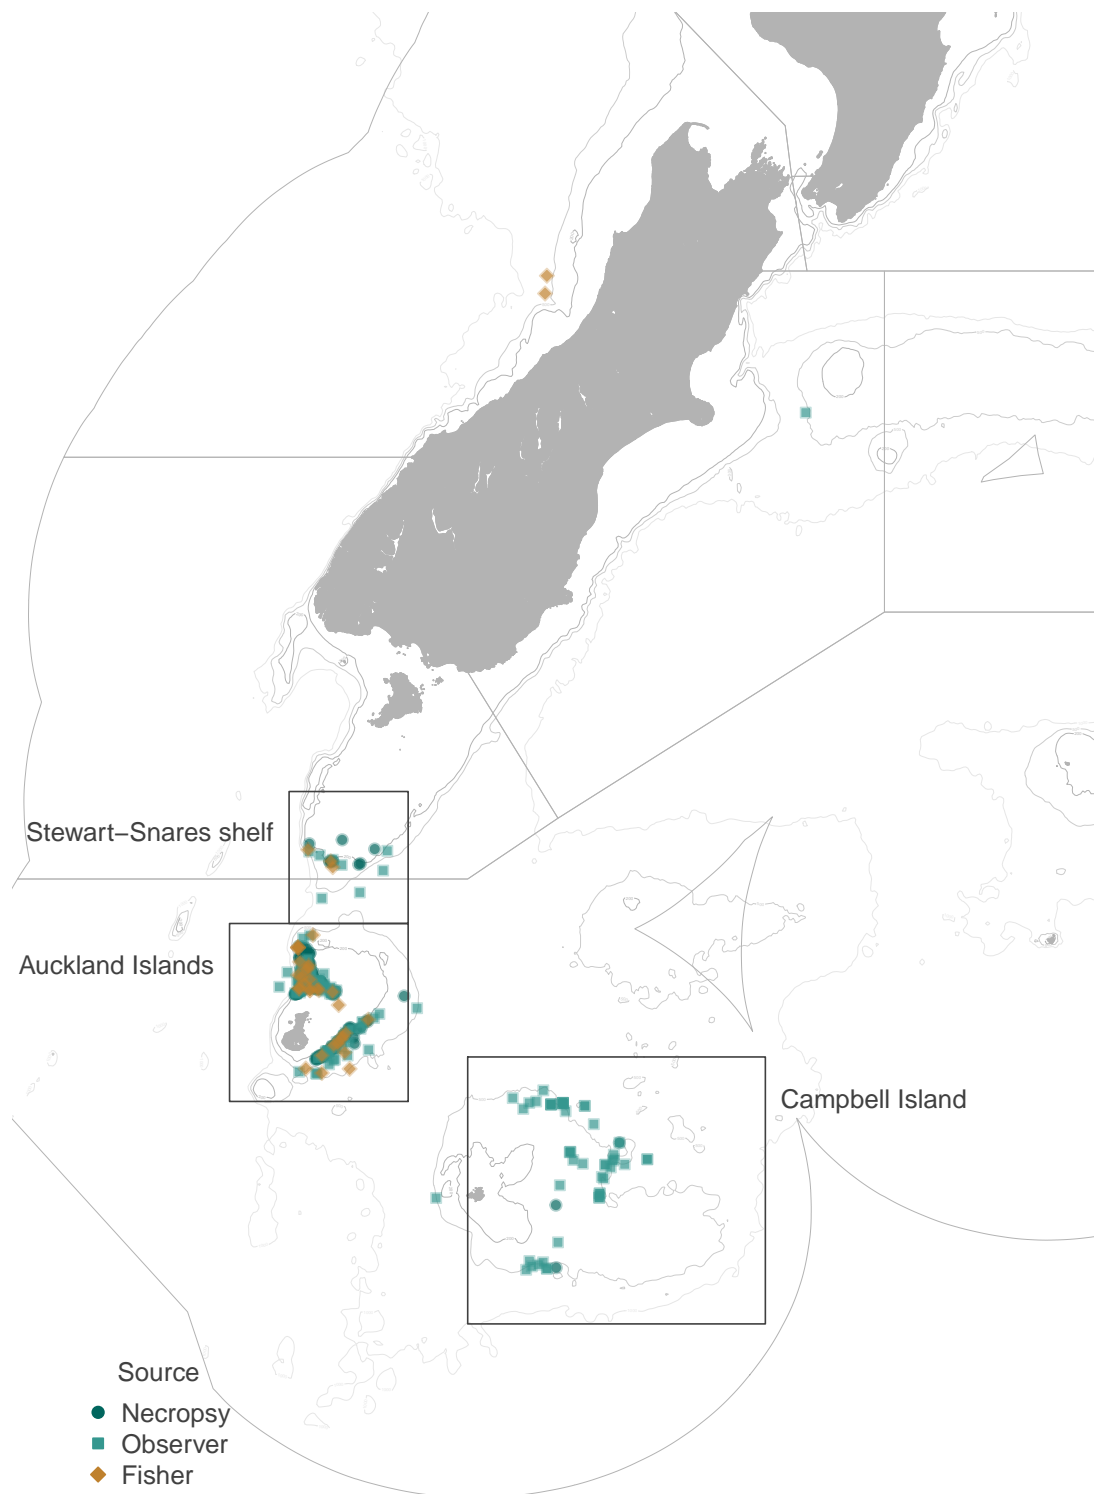 Stewart−Snares shelf
Auckland Islands
Campbell Island
Source
Necropsy
Observer
Fisher